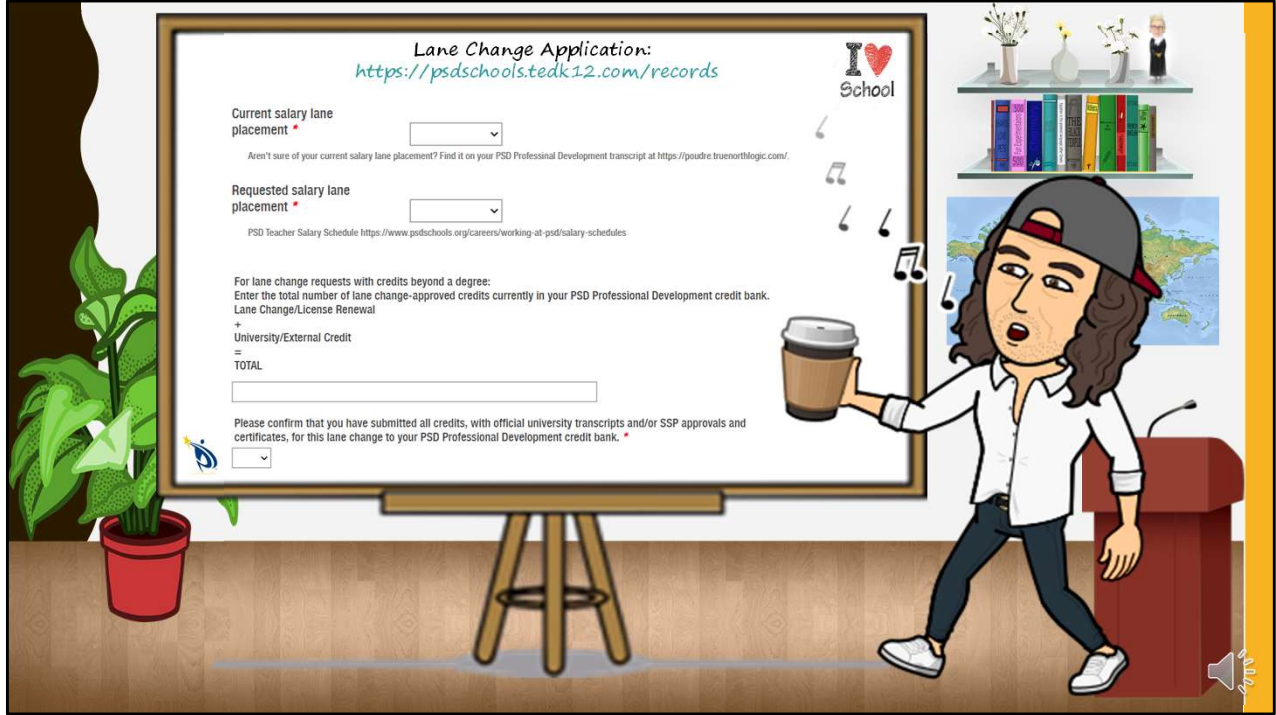 Lane Change Application:
https://psdschools.tedk12.com/records
I
School
Current salary lane
placement *
Aren't sure of your current salary lane placement? Find it on your PSD Professinal Development transcript at https://poudre.truenorthlogic.com/.
Requested salary lane
placement *
PSD Teacher Salary Schedule https://www.psdschools.org/careers/working-at-psd/salary-schedules
For lane change requests with credits beyond a degree:
Enter the total number of lane change-approved credits currently in your PSD Professional Development credit bank.
Lane Change/License Renewal
+
University/External Credit
=
TOTAL
Please confirm that you have submitted all credits, with official university transcripts and/or SSP approvals and
certificates, for this lane change to your PSD Professional Development credit bank. *